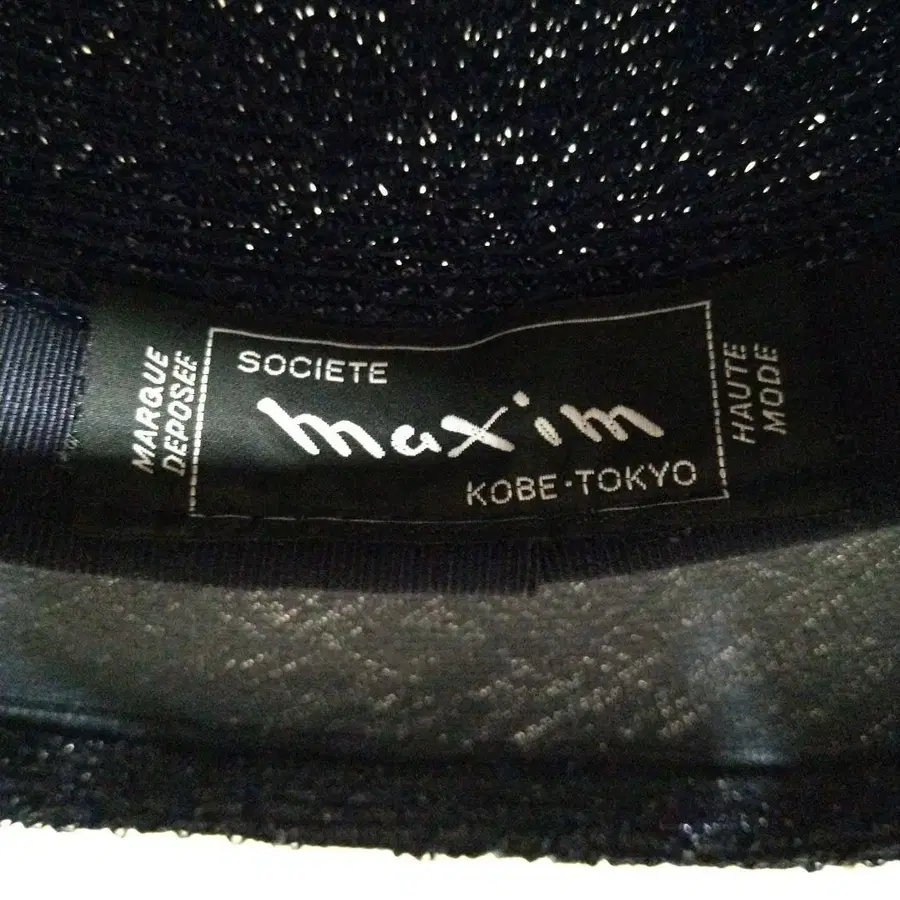 MARQUE
DEPOSEE
SOCIETE
maxim
KOBE·TOKYO
HAUTE
MODE